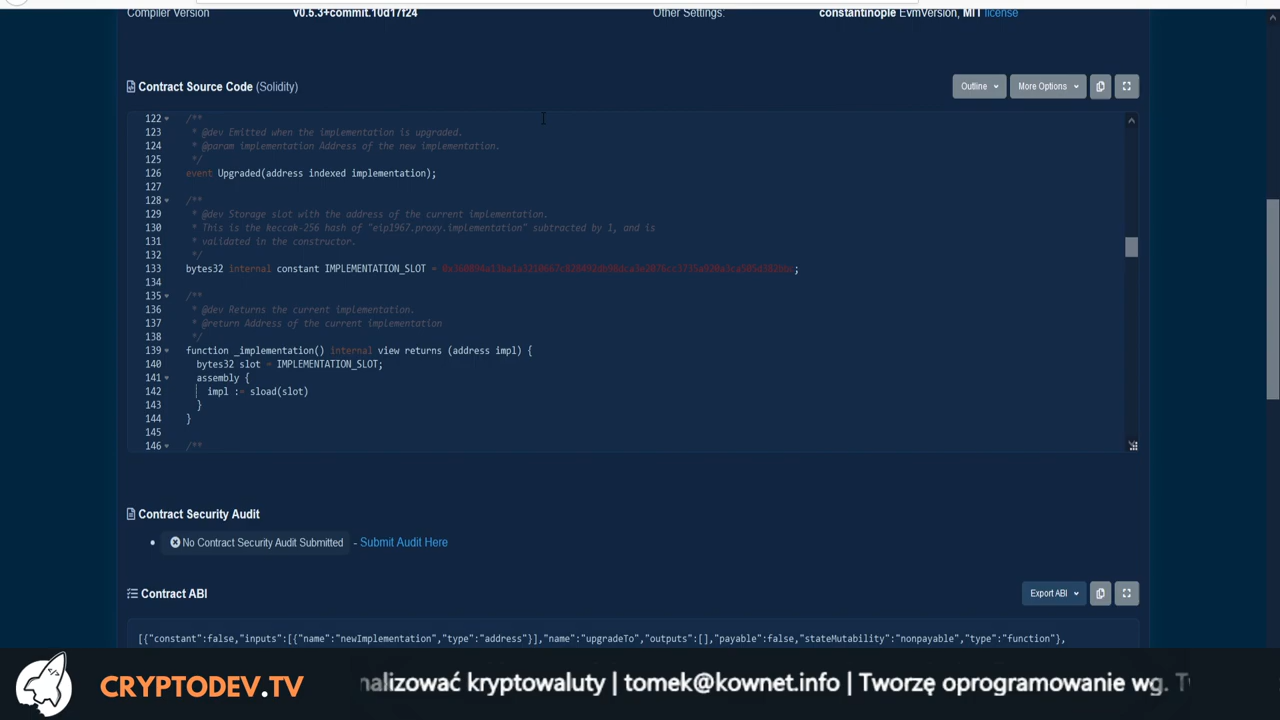 Compiler Version
v0.5.3+commit.10d17f24
Other Settings:
constantinople EvmVersion, MIT license
Contract Source Code (Solidity)
Outline
More Options
122 /**
123 * @dev Emitted when the implementation is upgraded.
124 * @param implementation Address of the new implementation.
125 */
126 event Upgraded(address indexed implementation);
127
128 /**
129 * @dev Storage slot with the address of the current implementation.
130 * This is the keccak-256 hash of "eip1967.proxy.implementation" subtracted by 1, and is
131 * validated in the constructor.
132 */
133 bytes32 internal constant IMPLEMENTATION_SLOT = ;
134
135 /**
136 * @dev Returns the current implementation.
137 * @return Address of the current implementation
138 */
139 function _implementation() internal view returns (address impl) {
140 bytes32 slot = IMPLEMENTATION_SLOT;
141 assembly {
142 impl := sload(slot)
143 }
144 }
145
146 /**
Contract Security Audit
No Contract Security Audit Submitted - Submit Audit Here
Contract ABI
Export ABI
[{"constant":false,"inputs":[{"name":"newImplementation","type":"address"}],"name":"upgradeTo","outputs":[],"payable":false,"stateMutability":"nonpayable","type":"function"},
CRYPTODEV.TV
nalizować kryptowaluty | tomek@kownet.info | Tworzę oprogramowanie wg.